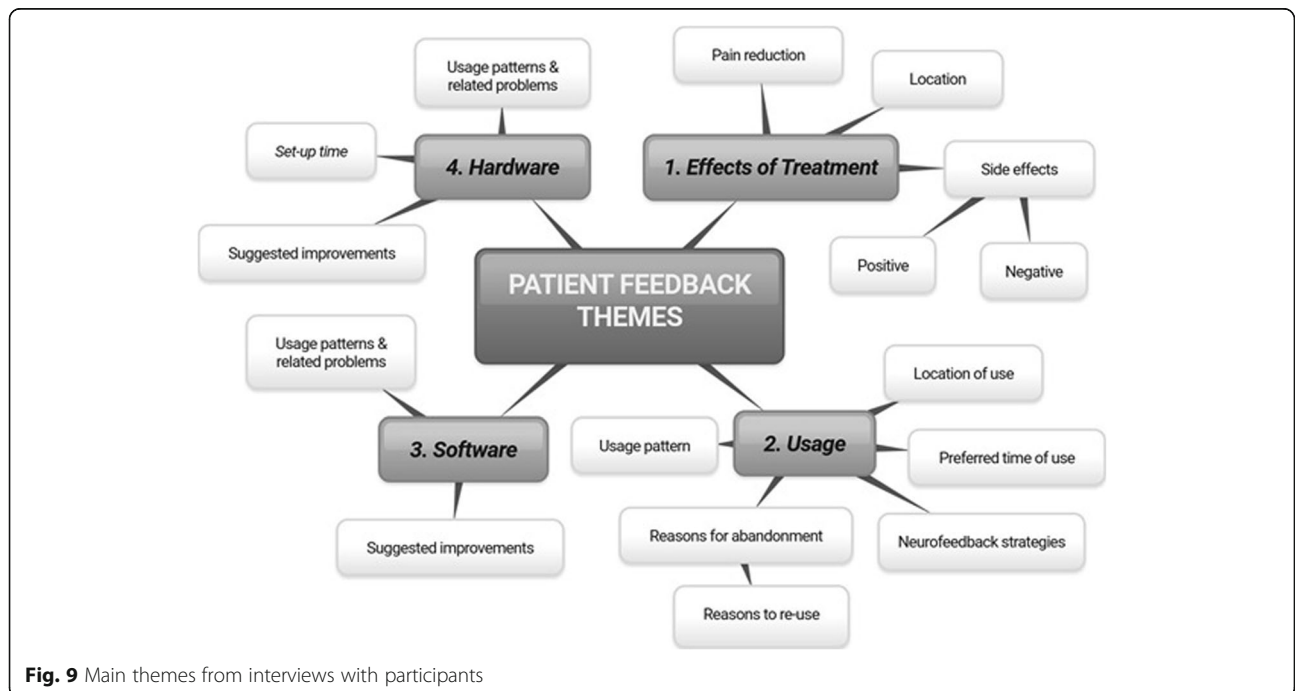 PATIENT FEEDBACK
THEMES
1. Effects of Treatment
Pain reduction
Location
Side effects
Positive
Negative
2. Usage
Location of use
Preferred time of use
Neurofeedback strategies
Usage pattern
Reasons for abandonment
Reasons to re-use
3. Software
Usage patterns &
related problems
Suggested improvements
4. Hardware
Usage patterns &
related problems
Set-up time
Suggested improvements
Fig. 9 Main themes from interviews with participants